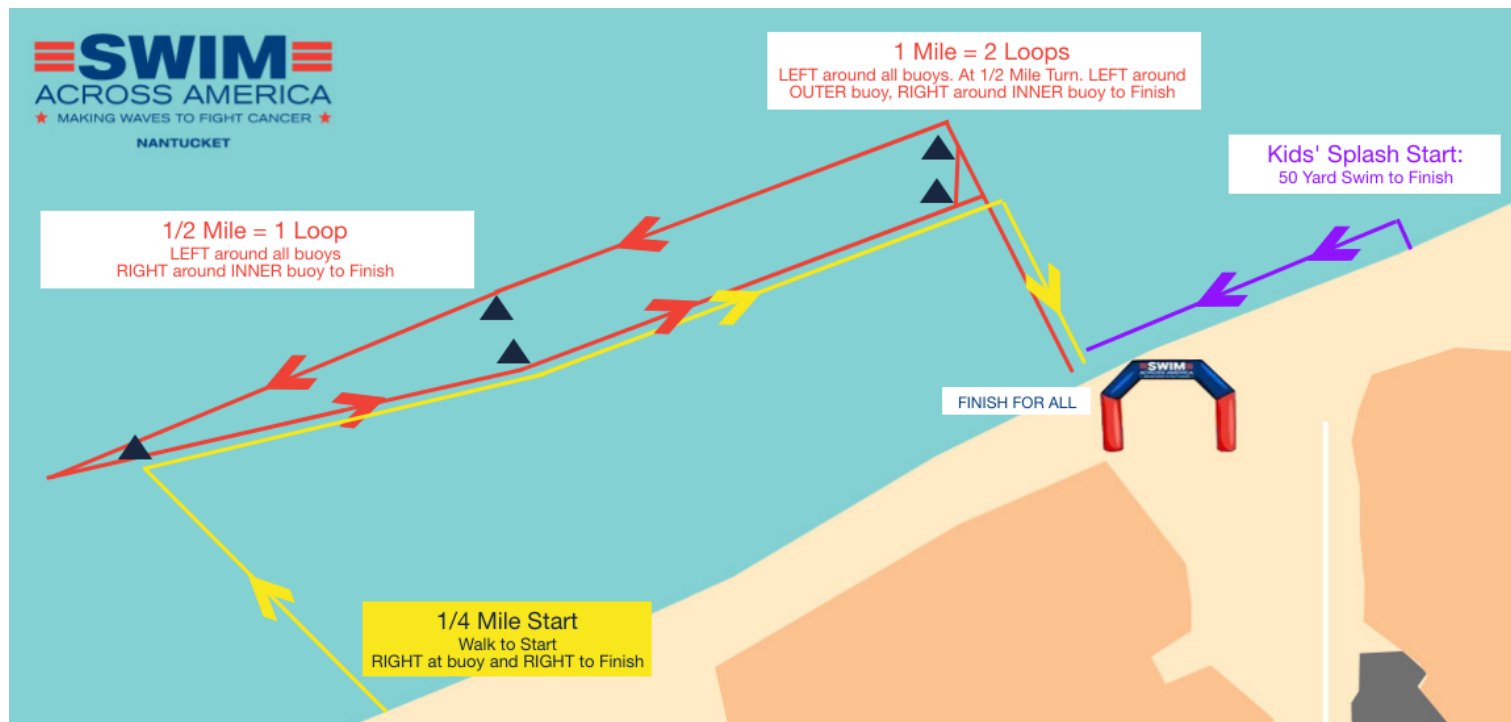 SWIM
ACROSS AMERICA
MAKING WAVES TO FIGHT CANCER
NANTUCKET
1 Mile = 2 Loops
LEFT around all buoys. At 1/2 Mile Turn. LEFT around
OUTER buoy, RIGHT around INNER buoy to Finish
Kids' Splash Start:
50 Yard Swim to Finish
1/2 Mile = 1 Loop
LEFT around all buoys
RIGHT around INNER buoy to Finish
SWIM
ACROSS AMERICA
FINISH FOR ALL
1/4 Mile Start
Walk to Start
RIGHT at buoy and RIGHT to Finish